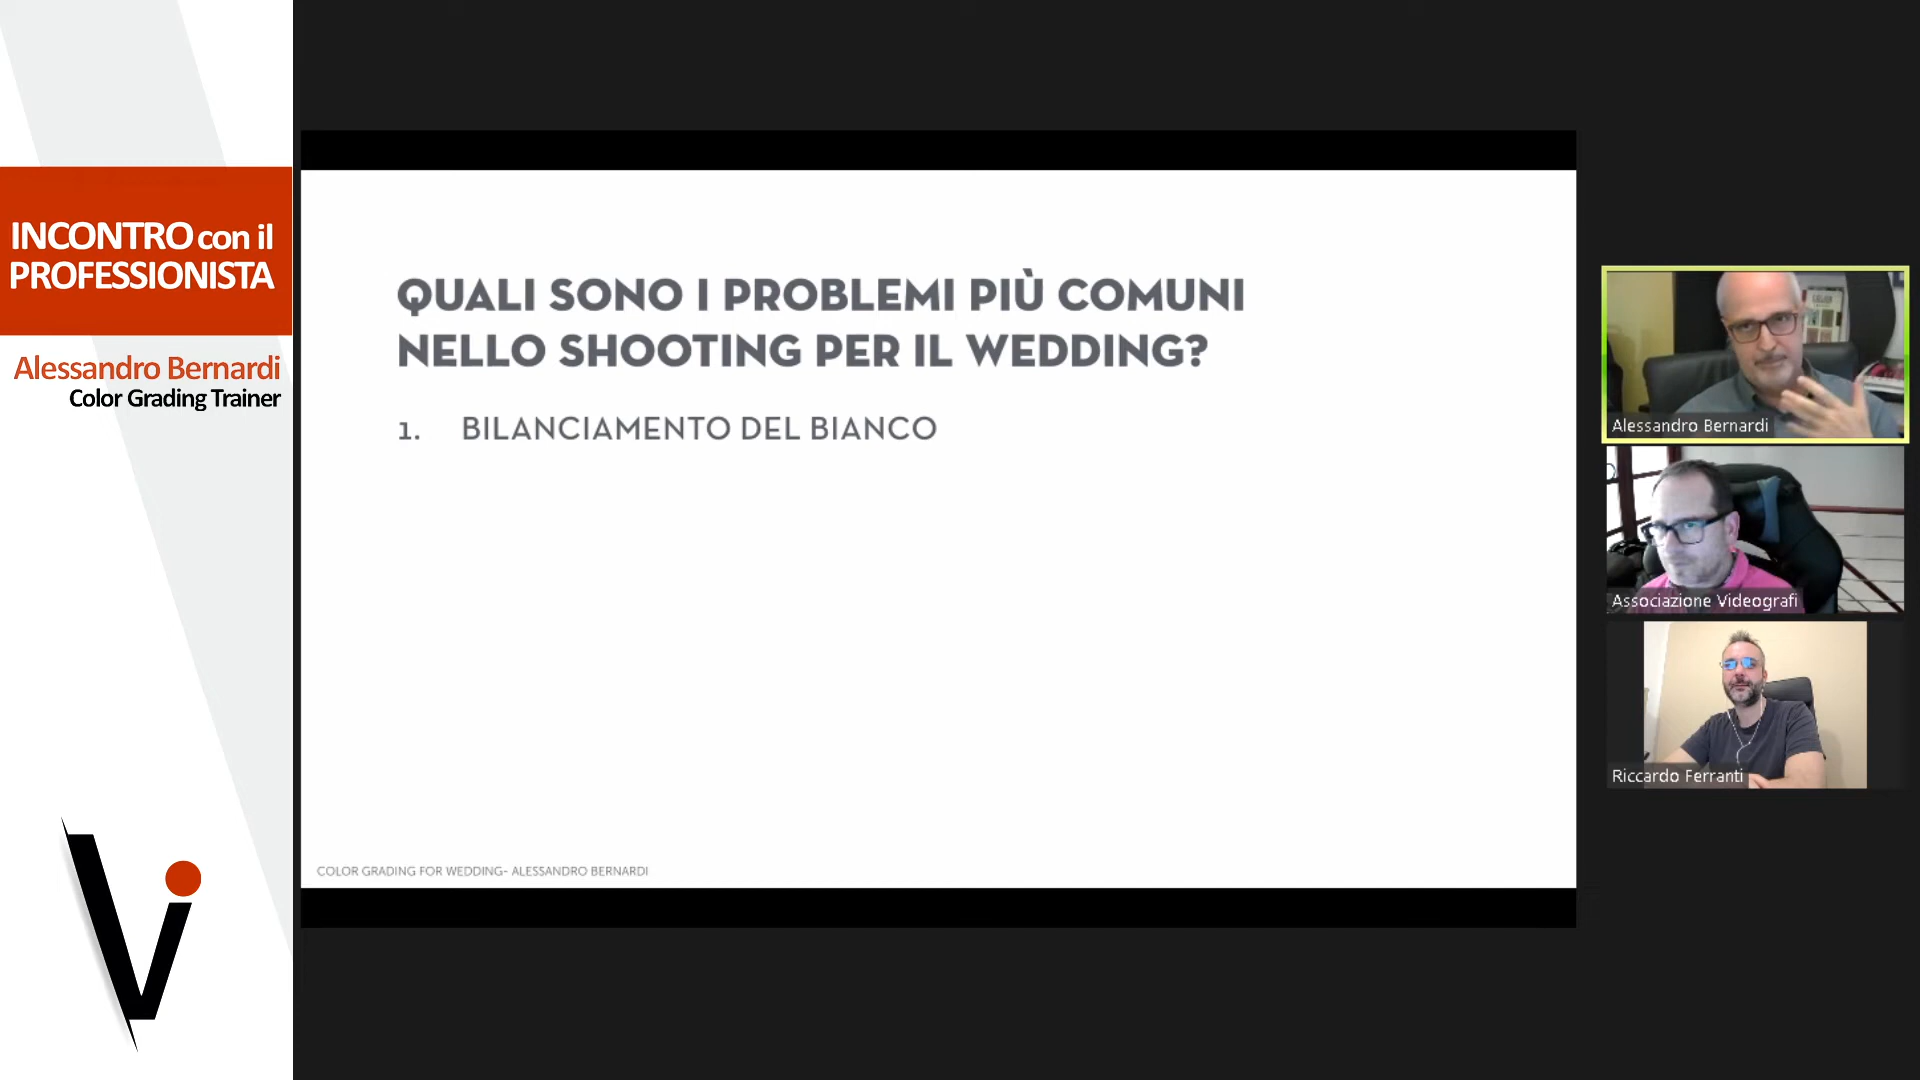 INCONTRO con il
PROFESSIONISTA
Alessandro Bernardi
Color Grading Trainer
QUALI SONO I PROBLEMI PIÙ COMUNI
NELLO SHOOTING PER IL WEDDING?
1. BILANCIAMENTO DEL BIANCO
COLOR GRADING FOR WEDDING- ALESSANDRO BERNARDI
Alessandro Bernardi
Associazione Videografi
Riccardo Ferranti